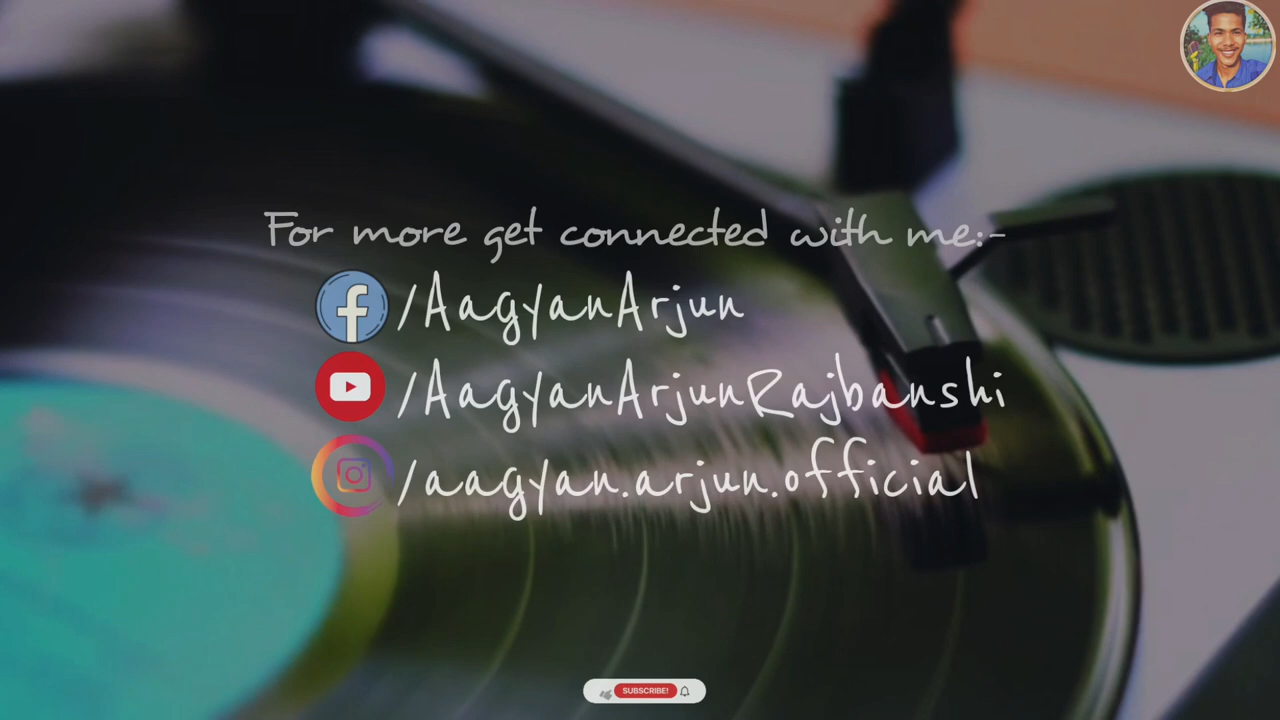 For more get connected with me:-
/AagyanArjun
/AagyanArjunRajbanshi
/aagyan.arjun.official
SUBSCRIBE!